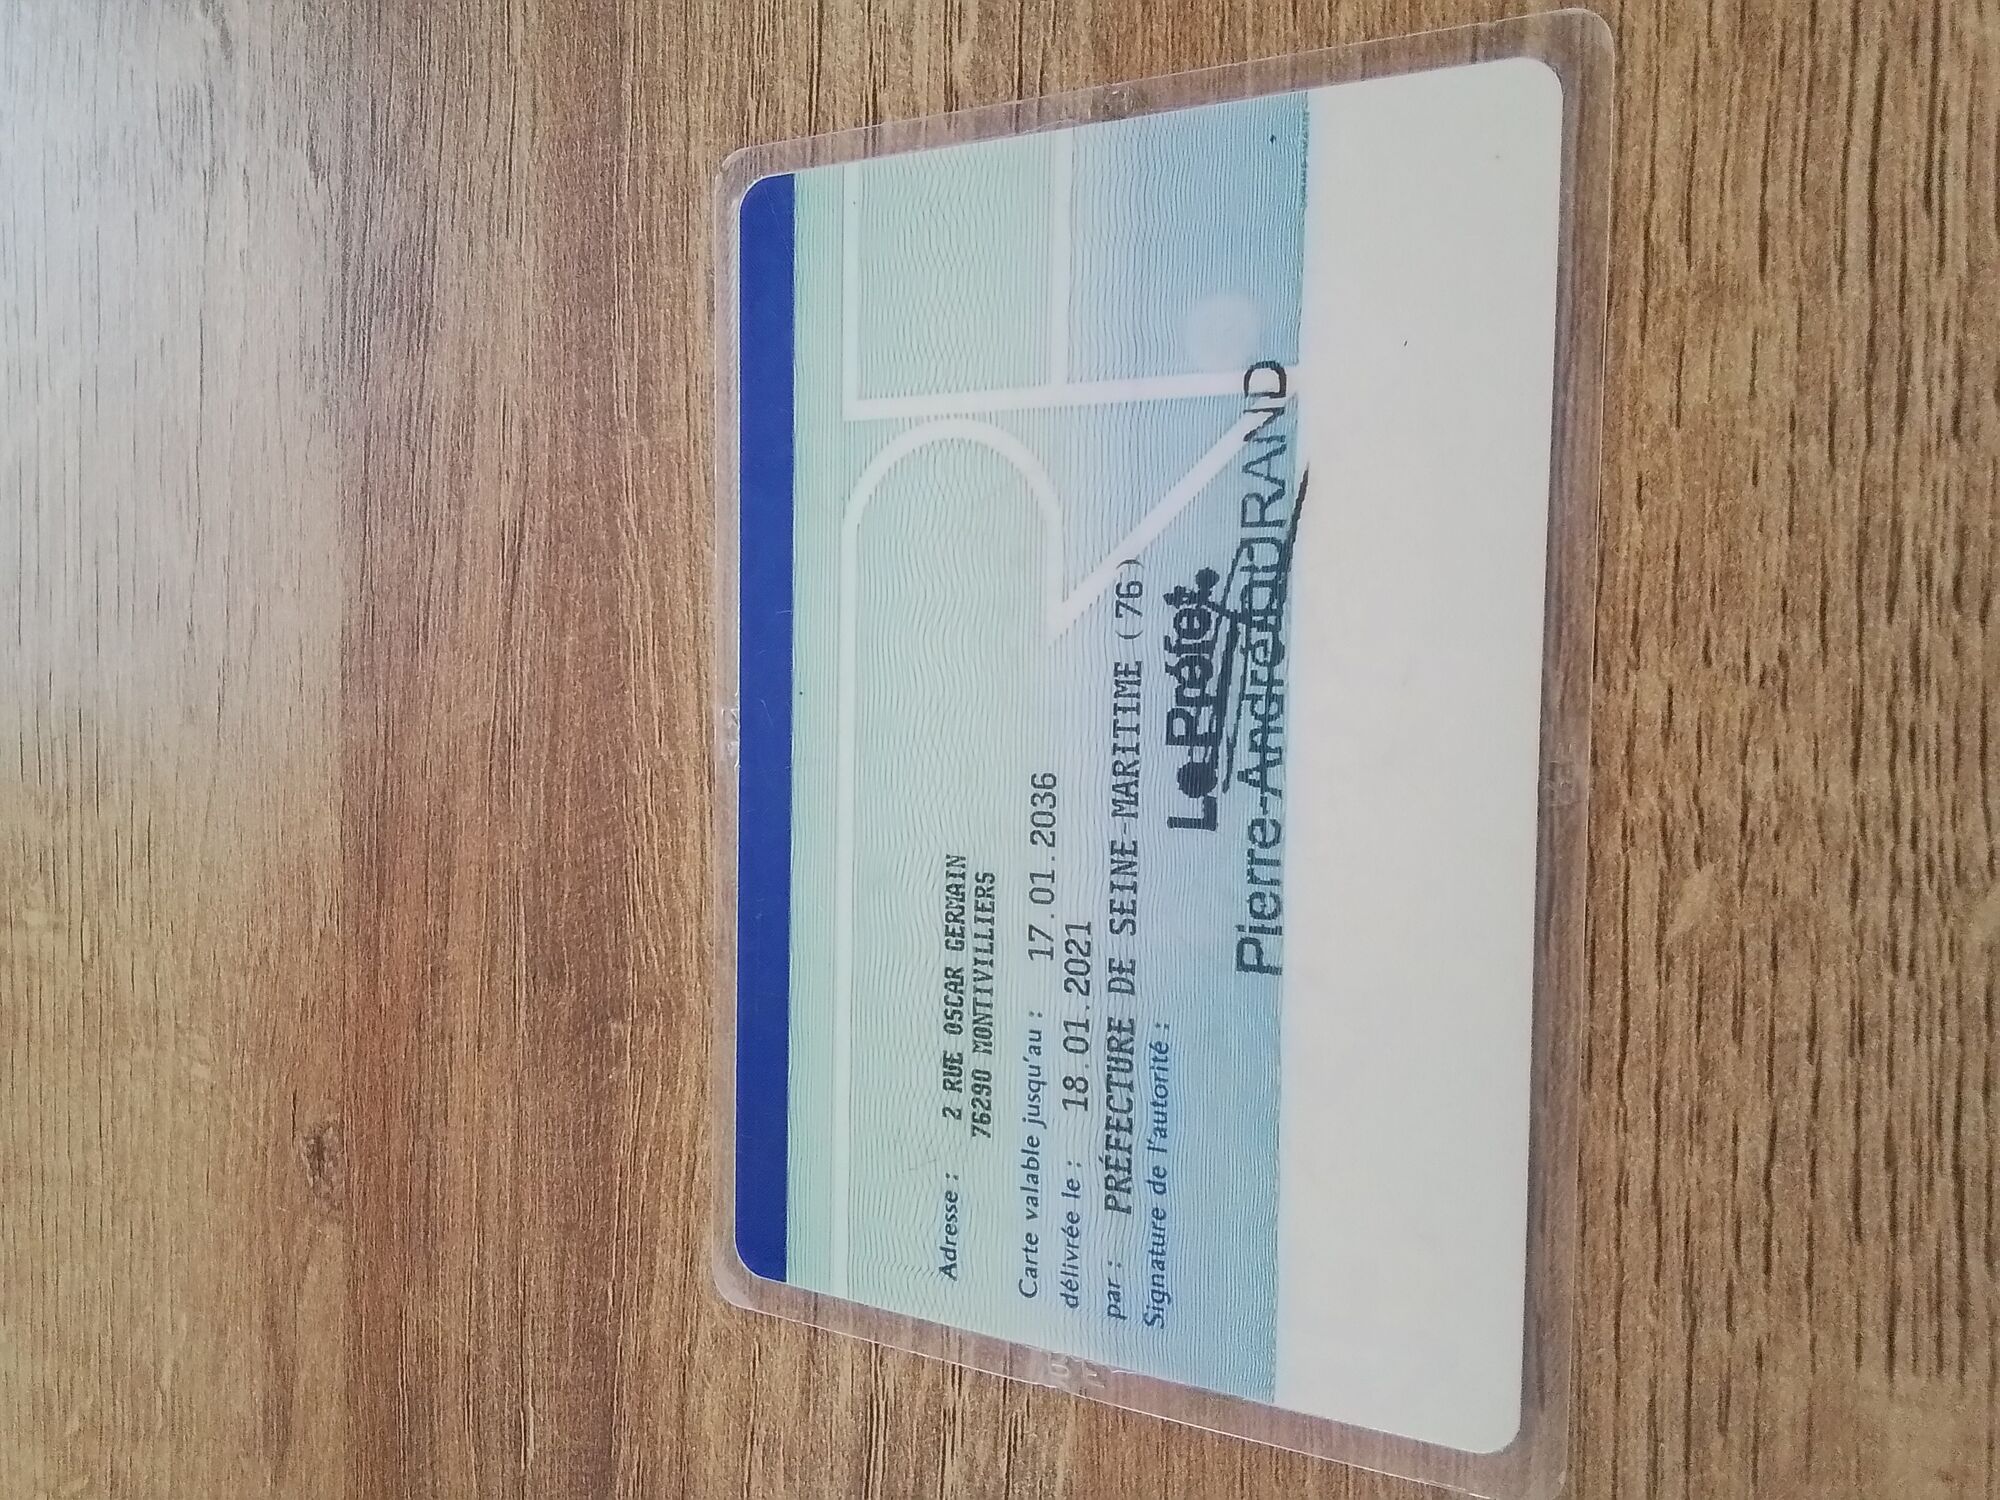 Adresse : 2 RUE OSCAR GERMAIN
76290 MONTIVILLIERS
Carte valable jusqu'au : 17.01.2036
délivrée le : 18.01.2021
par : PRÉFECTURE DE SEINE-MARITIME (76)
Signature de l'autorité :
Le Préfet
Pierre-André DURAND